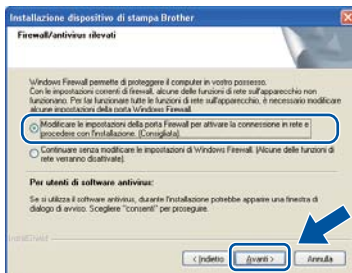 Installazione dispositivo di stampa Brother
Firewall/antivirus rilevati
Windows Firewall permette di proteggere il computer in vostro possesso.
Con le impostazioni correnti di firewall, alcune delle funzioni di rete sull'apparecchio non
funzionano. Per far funzionare tutte le funzioni di rete sull'apparecchio, è necessario modificare
alcune impostazioni della porta Windows Firewall.
Modificare le impostazioni della porta Firewall per attivare la connessione in rete e
procedere con l'installazione. (Consigliata).
Continuare senza modificare le impostazioni di Windows Firewall. (Alcune delle funzioni di
rete verranno disattivate).
Per utenti di software antivirus:
Se si utilizza il software antivirus, durante l'installazione potrebbe apparire una finestra di
dialogo di avviso. Scegliere "consenti" per proseguire.
InstallShield
< Indietro
Avanti >
Annulla